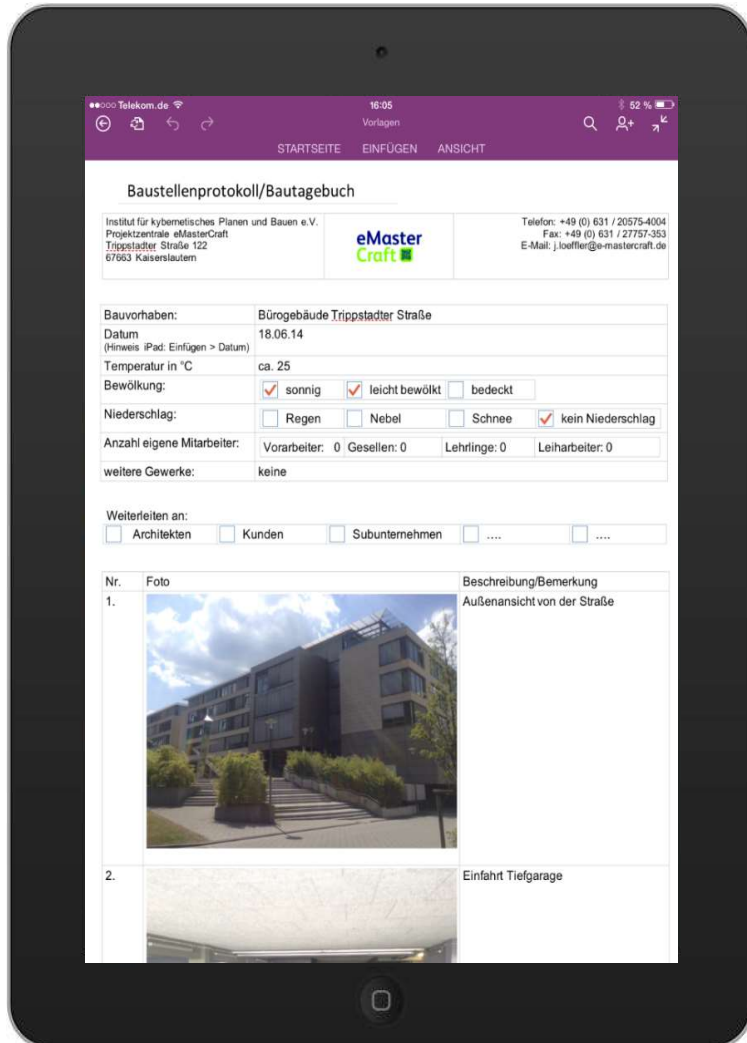 Telekom.de 16:05 52 %
Vorlagen
STARTSEITE EINFÜGEN ANSICHT
Baustellenprotokoll/Bautagebuch
Institut für kybernetisches Planen und Bauen e.V.
Projektzentrale eMasterCraft
Trippstadter Straße 122
67663 Kaiserslautern
eMaster
Craft
Telefon: +49 (0) 631 / 20575-4004
Fax: +49 (0) 631 / 27757-353
E-Mail: j.loeffler@e-mastercraft.de
Bauvorhaben: Bürogebäude Trippstadter Straße
Datum 18.06.14
(Hinweis iPad: Einfügen > Datum)
Temperatur in °C ca. 25
Bewölkung: sonnig leicht bewölkt bedeckt
Niederschlag: Regen Nebel Schnee kein Niederschlag
Anzahl eigene Mitarbeiter: Vorarbeiter: 0 Gesellen: 0 Lehrlinge: 0 Leiharbeiter: 0
weitere Gewerke: keine
Weiterleiten an:
Architekten Kunden Subunternehmen .... ....
Nr. Foto Beschreibung/Bemerkung
1. Außenansicht von der Straße
2. Einfahrt Tiefgarage